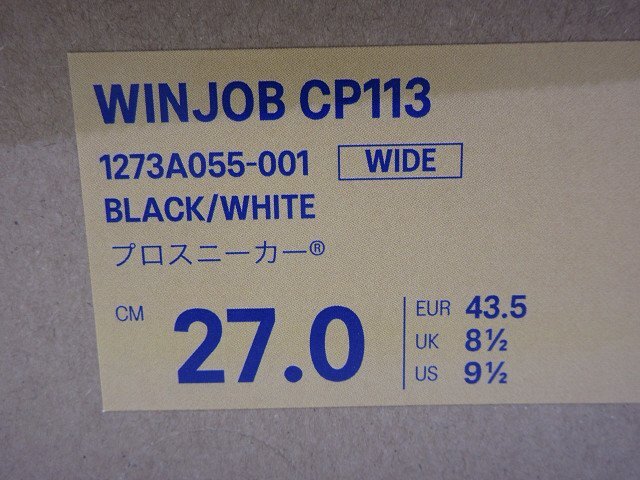 WINJOB CP113
1273A055-001 WIDE
BLACK/WHITE
プロスニーカー®
CM 27.0
EUR 43.5
UK 8½
US 9½